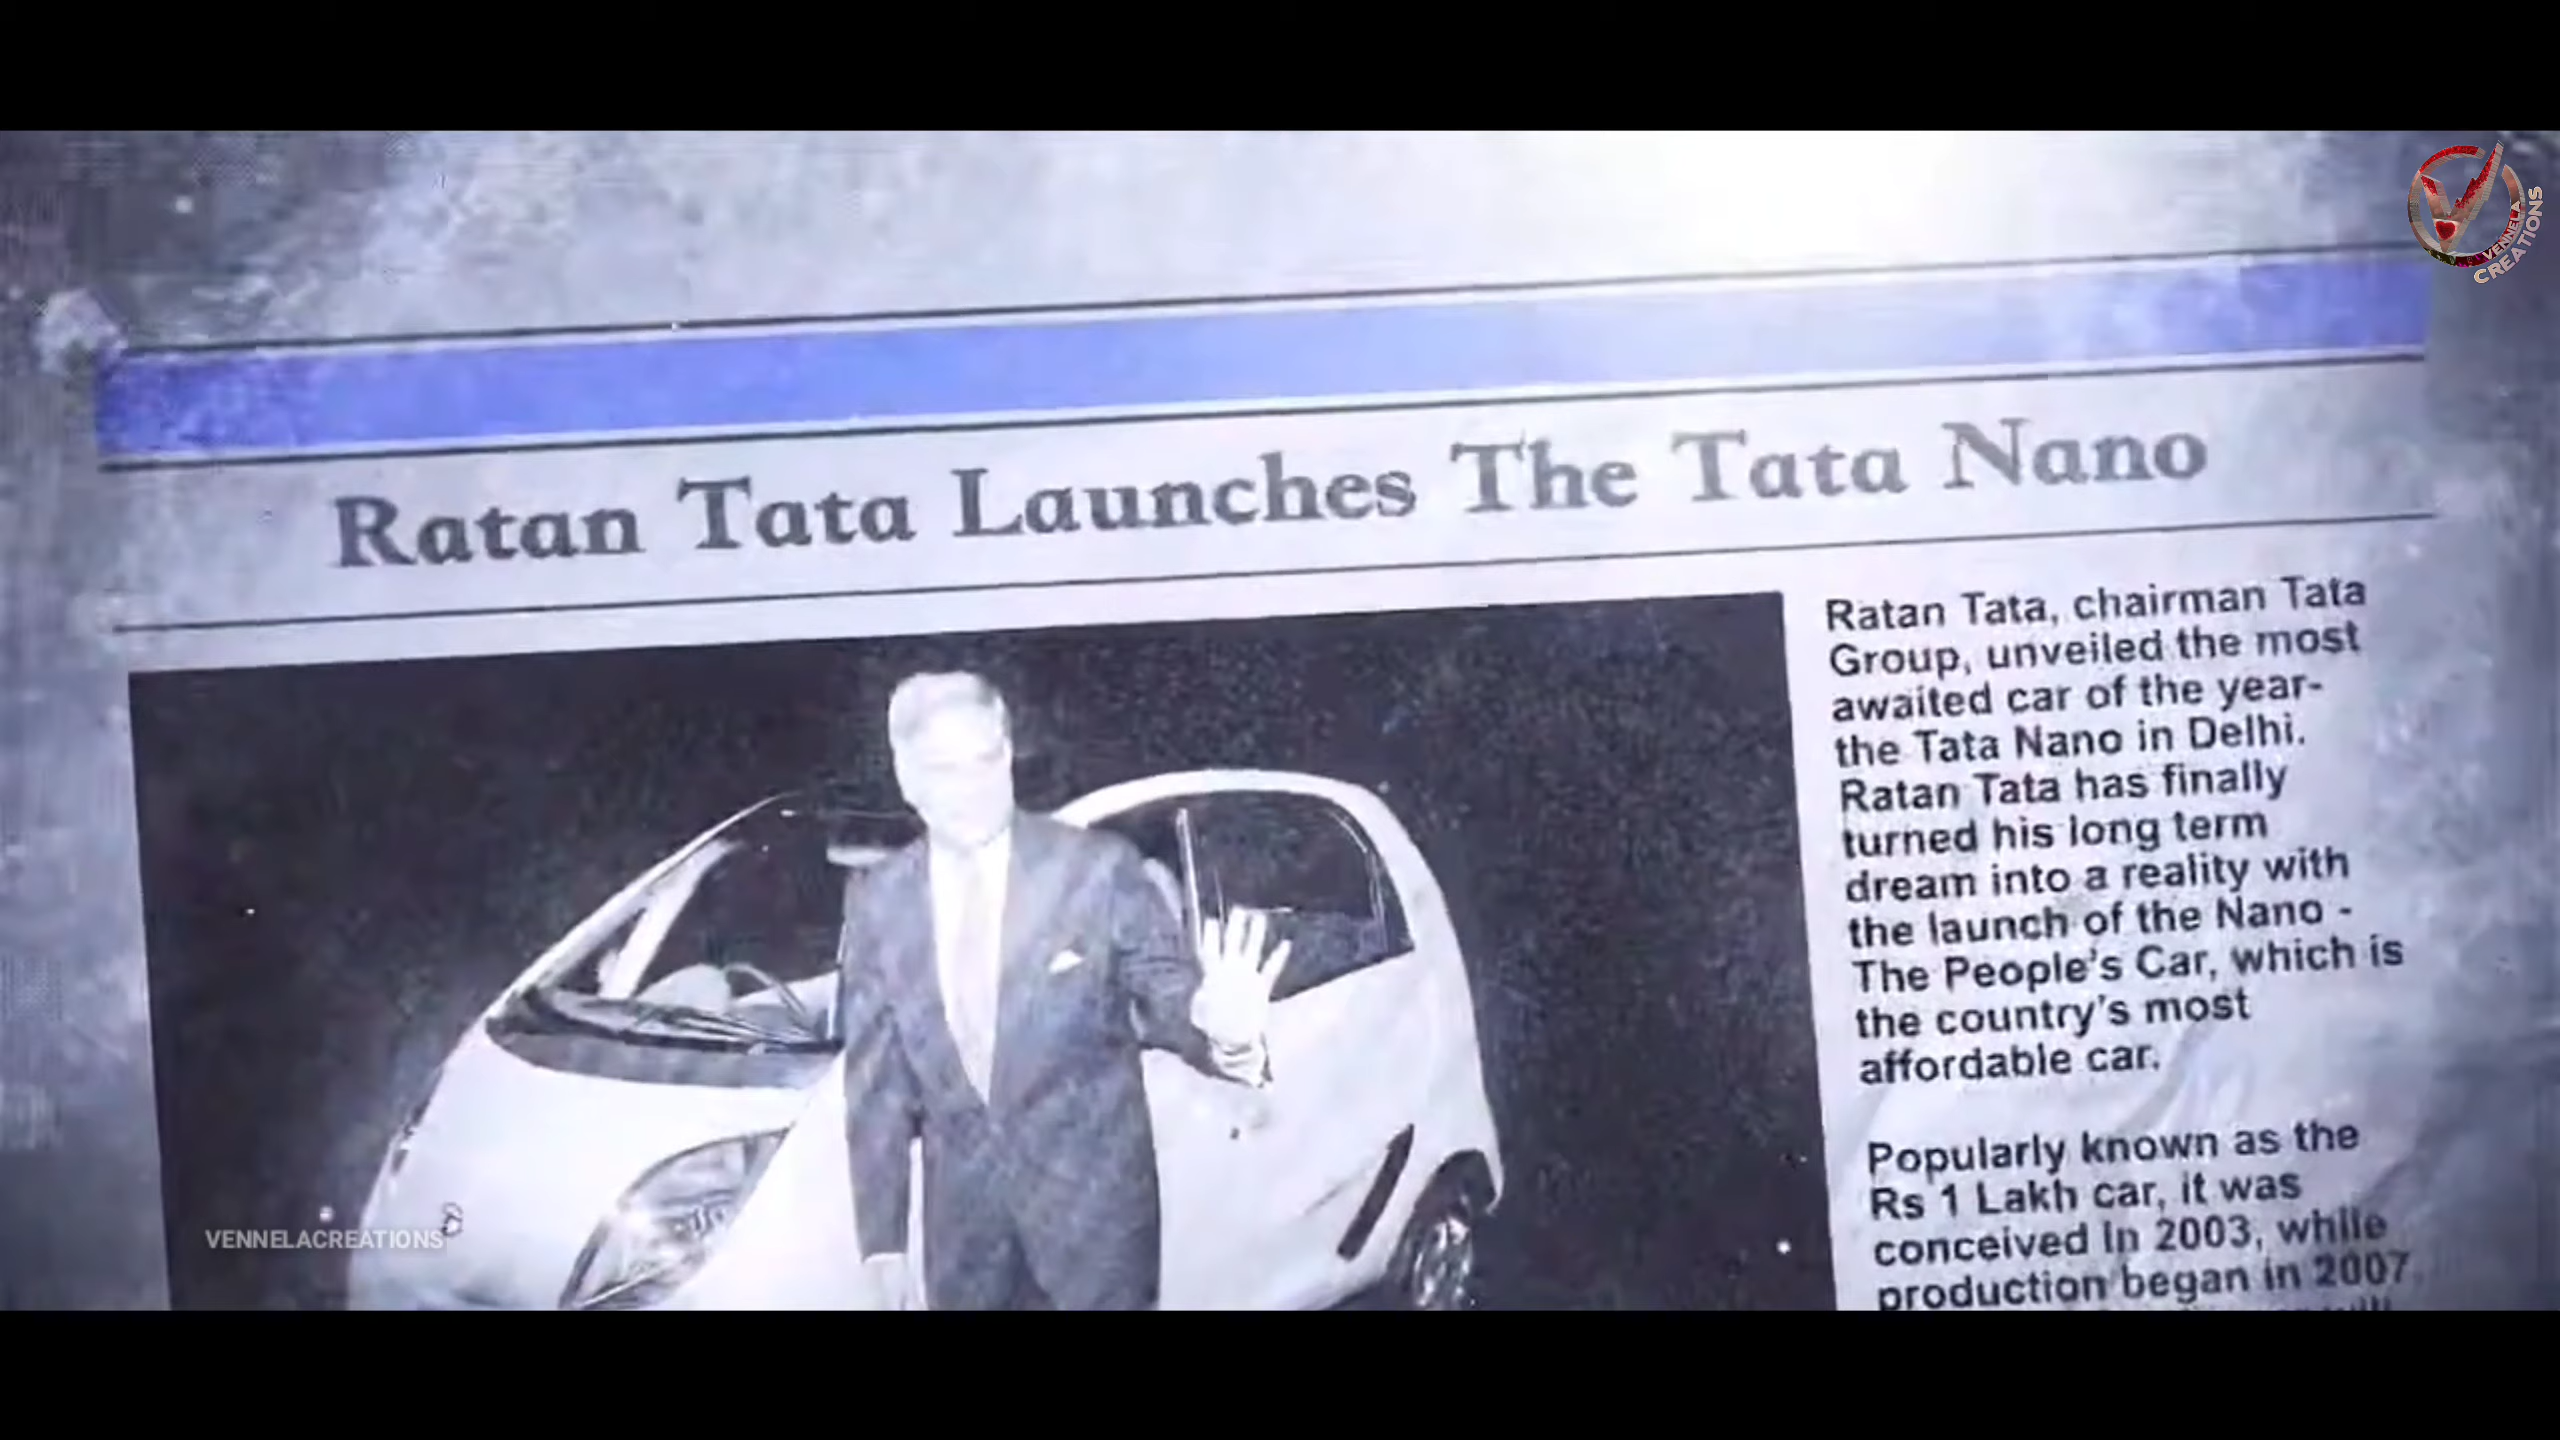 VENNELA
CREATIONS
Ratan Tata Launches The Tata Nano
Ratan Tata, chairman Tata
Group, unveiled the most
awaited car of the year-
the Tata Nano in Delhi.
Ratan Tata has finally
turned his long term
dream into a reality with
the launch of the Nano -
The People's Car, which is
the country's most
affordable car.
Popularly known as the
Rs 1 Lakh car, it was
conceived in 2003, while
production began in 2007
VENNELACREATIONS